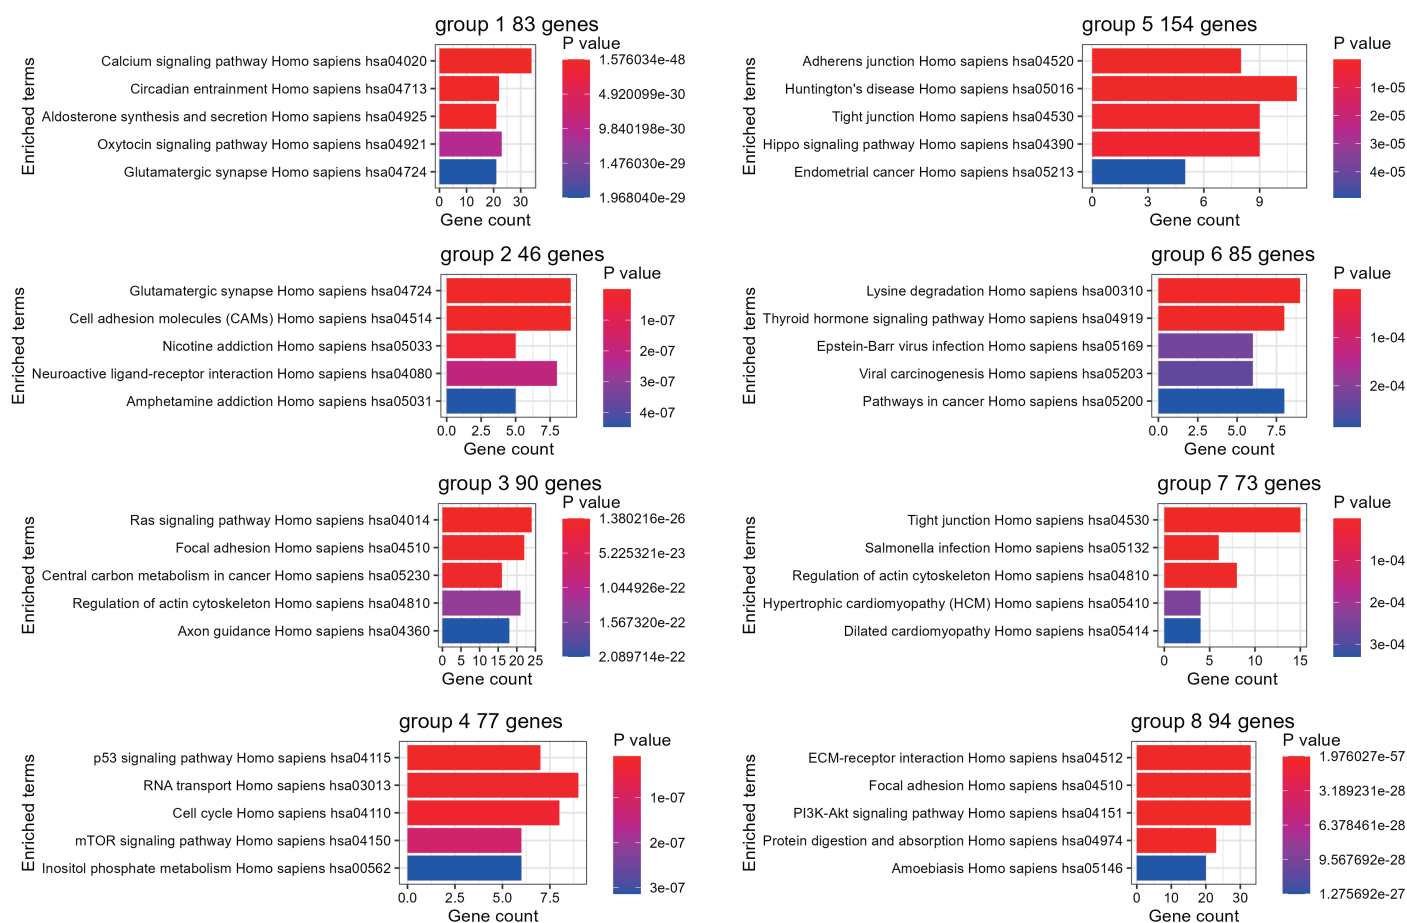 group 1 83 genes
P value
Enriched terms
Calcium signaling pathway Homo sapiens hsa04020
Circadian entrainment Homo sapiens hsa04713
Aldosterone synthesis and secretion Homo sapiens hsa04925
Oxytocin signaling pathway Homo sapiens hsa04921
Glutamatergic synapse Homo sapiens hsa04724
0 10 20 30
Gene count
1.576034e-48
4.920099e-30
9.840198e-30
1.476030e-29
1.968040e-29
group 5 154 genes
P value
Enriched terms
Adherens junction Homo sapiens hsa04520
Huntington's disease Homo sapiens hsa05016
Tight junction Homo sapiens hsa04530
Hippo signaling pathway Homo sapiens hsa04390
Endometrial cancer Homo sapiens hsa05213
0 3 6 9
Gene count
1e-05
2e-05
3e-05
4e-05
group 2 46 genes
P value
Enriched terms
Glutamatergic synapse Homo sapiens hsa04724
Cell adhesion molecules (CAMs) Homo sapiens hsa04514
Nicotine addiction Homo sapiens hsa05033
Neuroactive ligand-receptor interaction Homo sapiens hsa04080
Amphetamine addiction Homo sapiens hsa05031
0.0 2.5 5.0 7.5
Gene count
1e-07
2e-07
3e-07
4e-07
group 6 85 genes
P value
Enriched terms
Lysine degradation Homo sapiens hsa00310
Thyroid hormone signaling pathway Homo sapiens hsa04919
Epstein-Barr virus infection Homo sapiens hsa05169
Viral carcinogenesis Homo sapiens hsa05203
Pathways in cancer Homo sapiens hsa05200
0.0 2.5 5.0 7.5
Gene count
1e-04
2e-04
group 3 90 genes
P value
Enriched terms
Ras signaling pathway Homo sapiens hsa04014
Focal adhesion Homo sapiens hsa04510
Central carbon metabolism in cancer Homo sapiens hsa05230
Regulation of actin cytoskeleton Homo sapiens hsa04810
Axon guidance Homo sapiens hsa04360
0 5 10 15 20 25
Gene count
1.380216e-26
5.225321e-23
1.044926e-22
1.567320e-22
2.089714e-22
group 7 73 genes
P value
Enriched terms
Tight junction Homo sapiens hsa04530
Salmonella infection Homo sapiens hsa05132
Regulation of actin cytoskeleton Homo sapiens hsa04810
Hypertrophic cardiomyopathy (HCM) Homo sapiens hsa05410
Dilated cardiomyopathy Homo sapiens hsa05414
0 5 10 15
Gene count
1e-04
2e-04
3e-04
group 4 77 genes
P value
Enriched terms
p53 signaling pathway Homo sapiens hsa04115
RNA transport Homo sapiens hsa03013
Cell cycle Homo sapiens hsa04110
mTOR signaling pathway Homo sapiens hsa04150
Inositol phosphate metabolism Homo sapiens hsa00562
0.0 2.5 5.0 7.5
Gene count
1e-07
2e-07
3e-07
group 8 94 genes
P value
Enriched terms
ECM-receptor interaction Homo sapiens hsa04512
Focal adhesion Homo sapiens hsa04510
PI3K-Akt signaling pathway Homo sapiens hsa04151
Protein digestion and absorption Homo sapiens hsa04974
Amoebiasis Homo sapiens hsa05146
0 10 20 30
Gene count
1.976027e-57
3.189231e-28
6.378461e-28
9.567692e-28
1.275692e-27